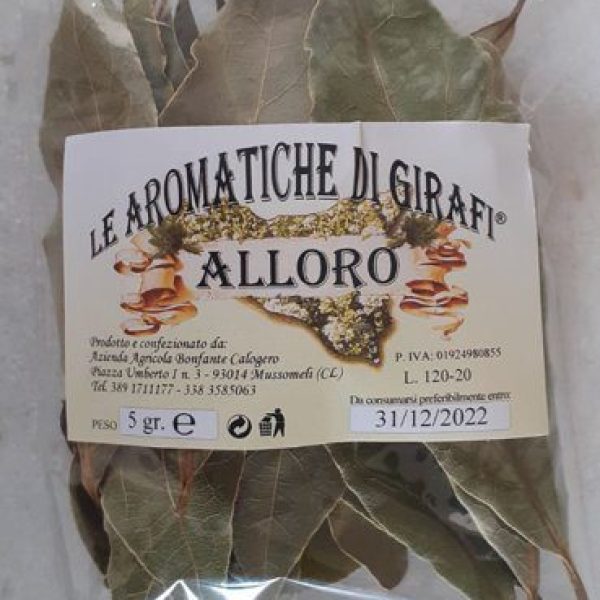 LE AROMATICHE DI GIRAFI®
ALLORO
Prodotto e confezionato da:
Azienda Agricola Bonfante Calogero
Piazza Umberto I n. 3 - 93014 Mussomeli (CL)
Tel. 389 1711177 - 338 3585063
P. IVA: 01924980855
L. 120-20
Da consumarsi preferibilmente entro:
PESO 5 gr. e
31/12/2022